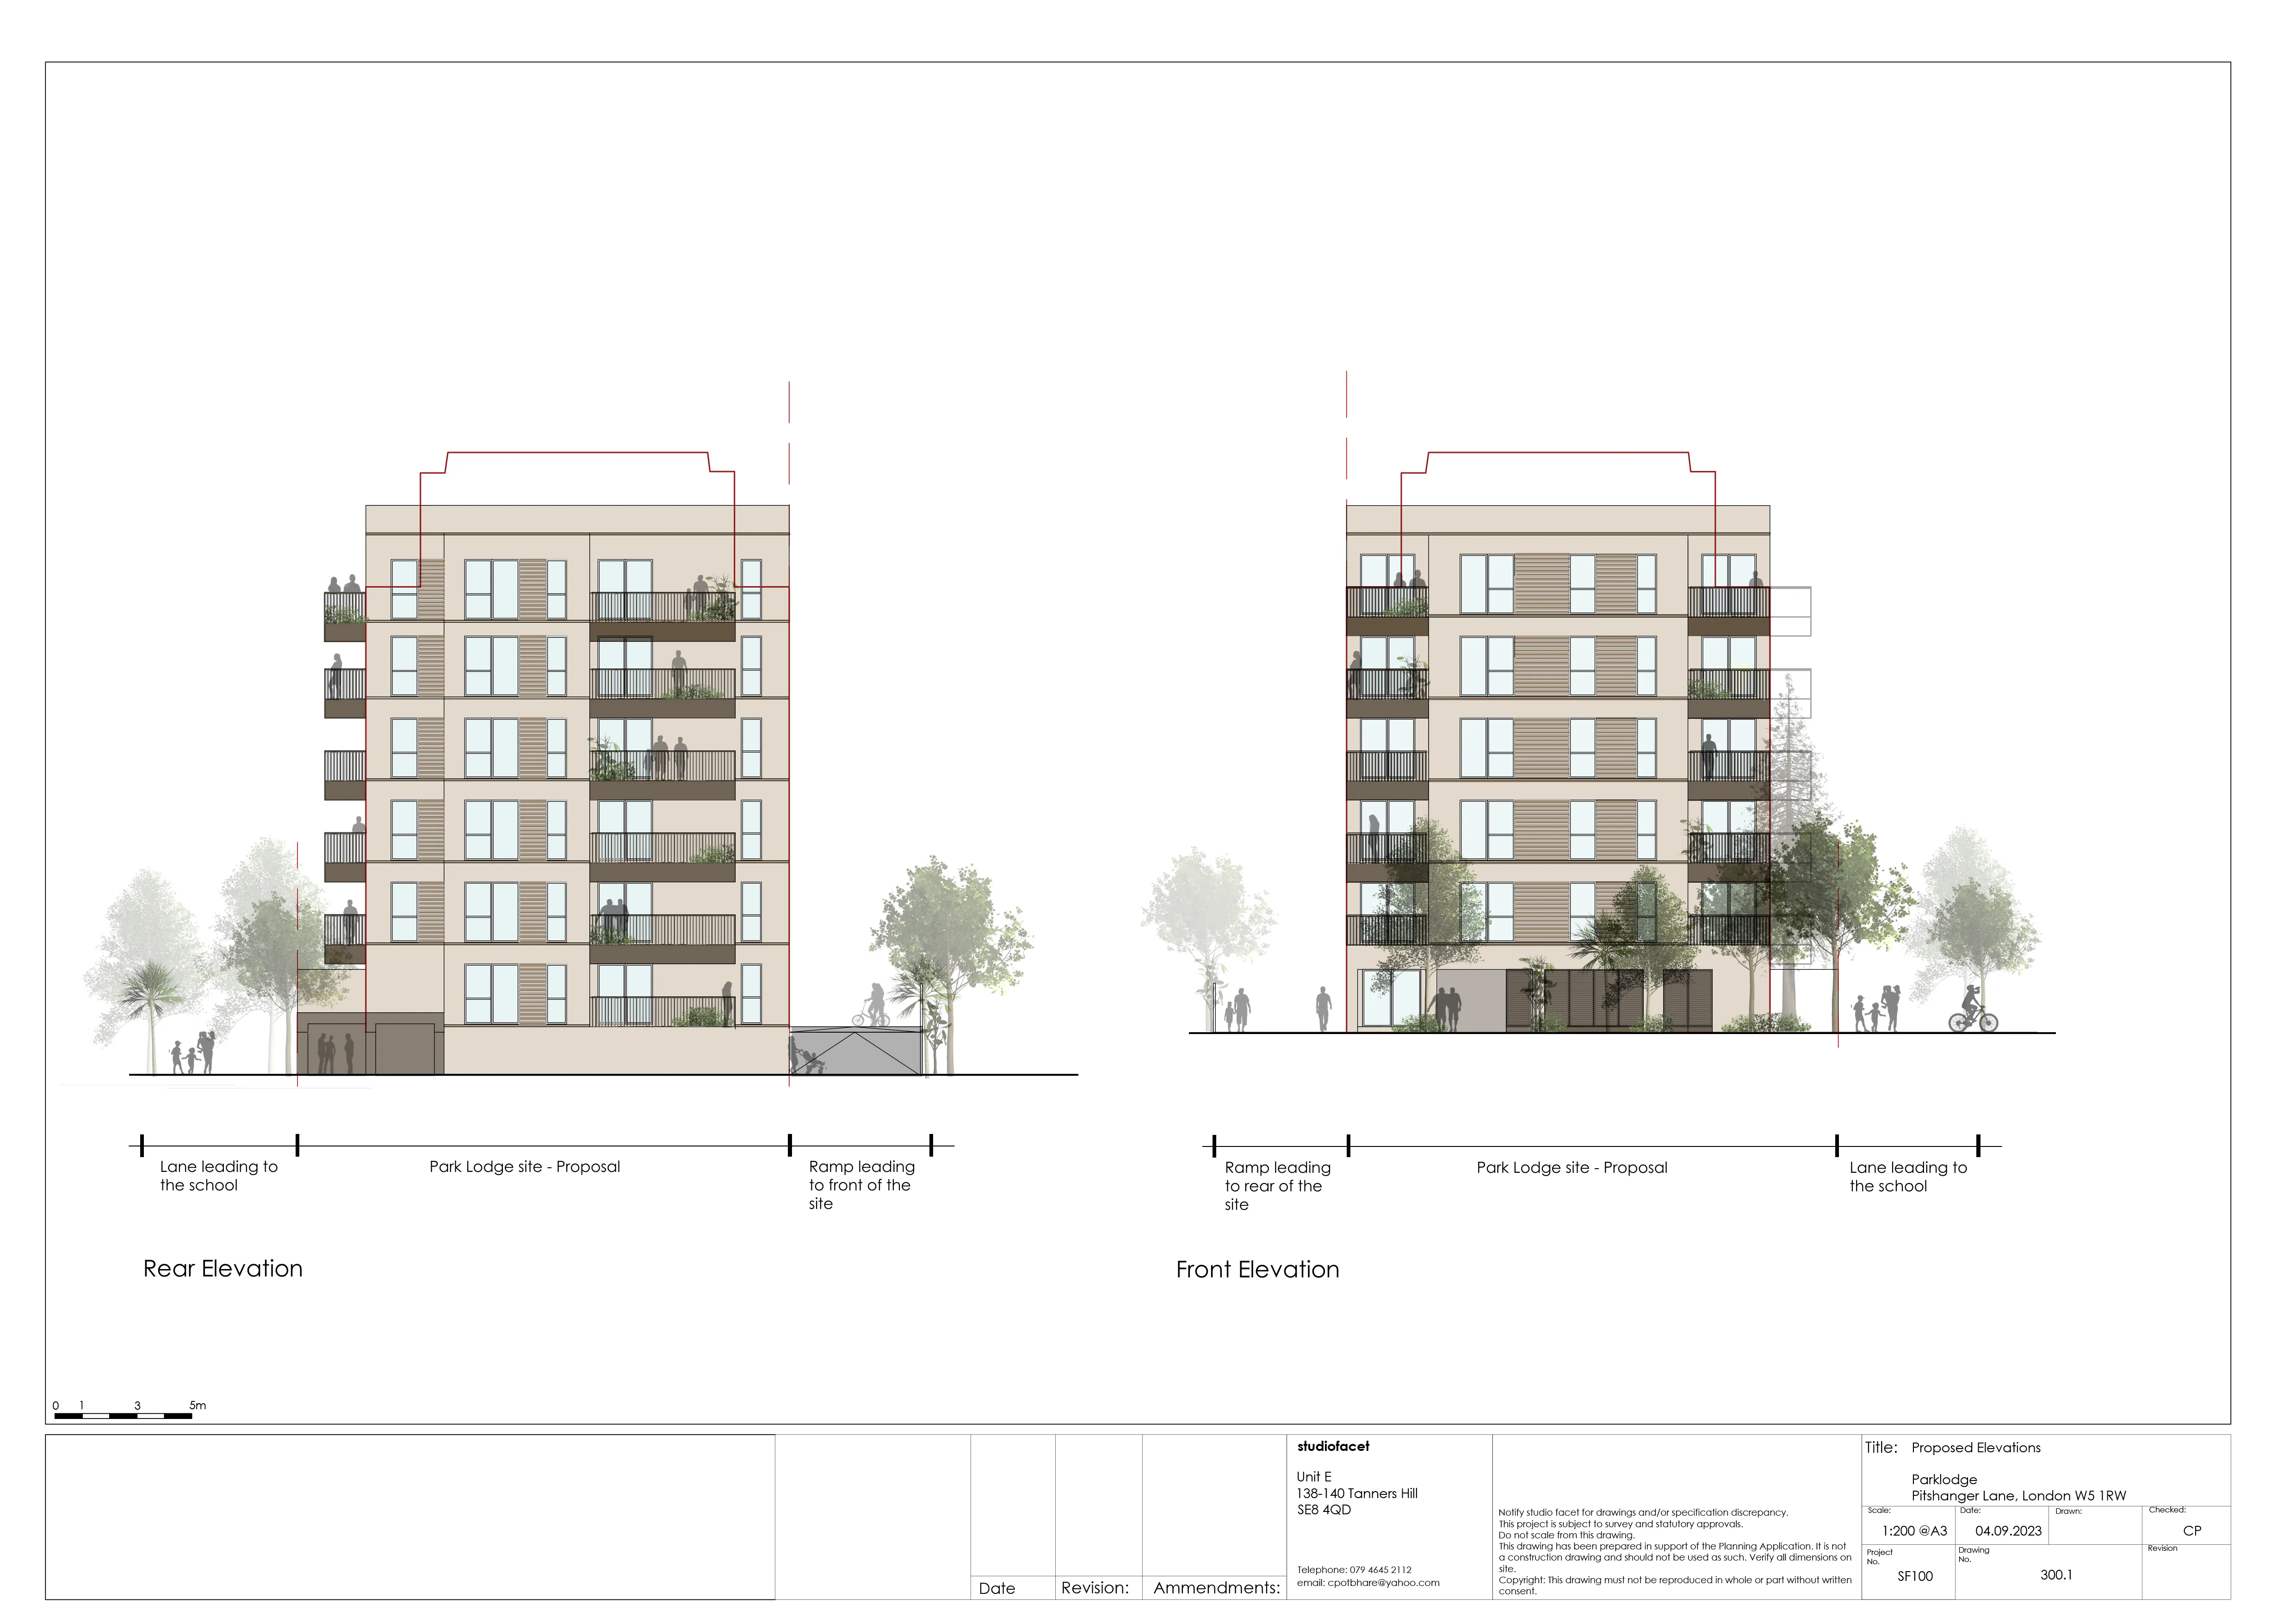 Lane leading to
the school
Park Lodge site - Proposal
Ramp leading
to front of the
site
Ramp leading
to rear of the
site
Park Lodge site - Proposal
Lane leading to
the school
Rear Elevation
Front Elevation
0 1 3 5m
Date
Revision:
Ammendments:
studiofacet
Unit E
138-140 Tanners Hill
SE8 4QD
Telephone: 079 4645 2112
email: cpotbhare@yahoo.com
Notify studio facet for drawings and/or specification discrepancy.
This project is subject to survey and statutory approvals.
Do not scale from this drawing.
This drawing has been prepared in support of the Planning Application. It is not
a construction drawing and should not be used as such. Verify all dimensions on
site.
Copyright: This drawing must not be reproduced in whole or part without written
consent.
Title: Proposed Elevations
Parklodge
Pitshanger Lane, London W5 1RW
Scale:
1:200 @A3
Date:
04.09.2023
Drawn:
Checked:
CP
Project
No.
SF100
Drawing
No.
300.1
Revision